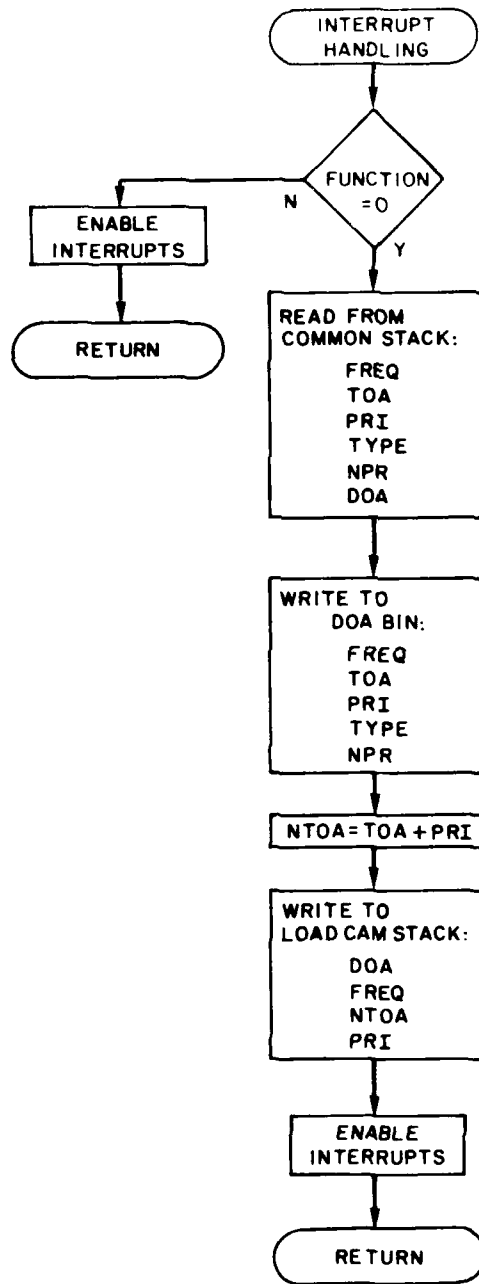 INTERRUPT
HANDLING
FUNCTION
=0
N
Y
ENABLE
INTERRUPTS
RETURN
READ FROM
COMMON STACK:
FREQ
TOA
PRI
TYPE
NPR
DOA
WRITE TO
DOA BIN:
FREQ
TOA
PRI
TYPE
NPR
NTOA=TOA+PRI
WRITE TO
LOAD CAM STACK:
DOA
FREQ
NTOA
PRI
ENABLE
INTERRUPTS
RETURN